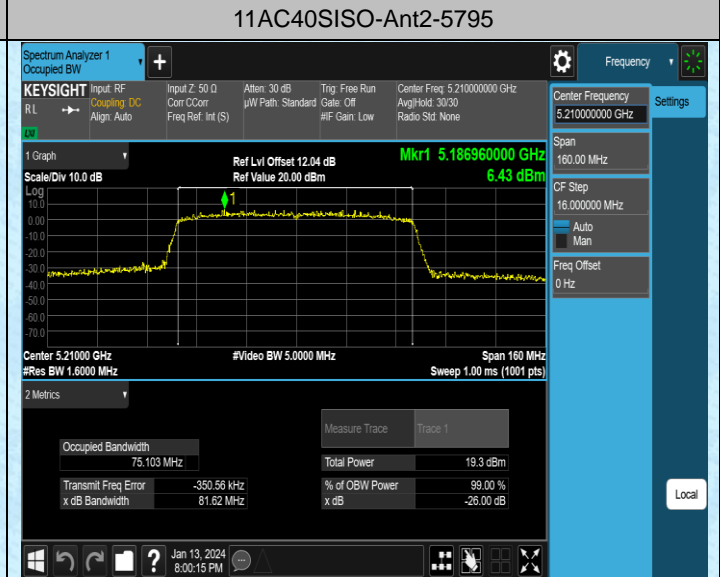 11AC40SISO-Ant2-5795
Spectrum Analyzer 1
Occupied BW
+
Frequency
KEYSIGHT
RL
Input: RF
Coupling: DC
Align: Auto
Input Z: 50 Ω
Corr CCorr
Freq Ref: Int (S)
Atten: 30 dB
µW Path: Standard
Trig: Free Run
Gate: Off
#IF Gain: Low
Center Freq: 5.210000000 GHz
Avg|Hold: 30/30
Radio Std: None
1 Graph
Scale/Div 10.0 dB
Ref Lvl Offset 12.04 dB
Ref Value 20.00 dBm
Mkr1 5.186960000 GHz
6.43 dBm
Log
10.0
0.00
-10.0
-20.0
-30.0
-40.0
-50.0
-60.0
-70.0
1
Center 5.21000 GHz
#Res BW 1.6000 MHz
#Video BW 5.0000 MHz
Span 160 MHz
Sweep 1.00 ms (1001 pts)
2 Metrics
Measure Trace Trace 1
Occupied Bandwidth
75.103 MHz
Total Power 19.3 dBm
Transmit Freq Error -350.56 kHz
% of OBW Power 99.00 %
x dB Bandwidth 81.62 MHz
x dB -26.00 dB
Center Frequency
5.210000000 GHz
Settings
Span
160.00 MHz
CF Step
16.000000 MHz
Auto
Man
Freq Offset
0 Hz
Local
?
Jan 13, 2024
8:00:15 PM